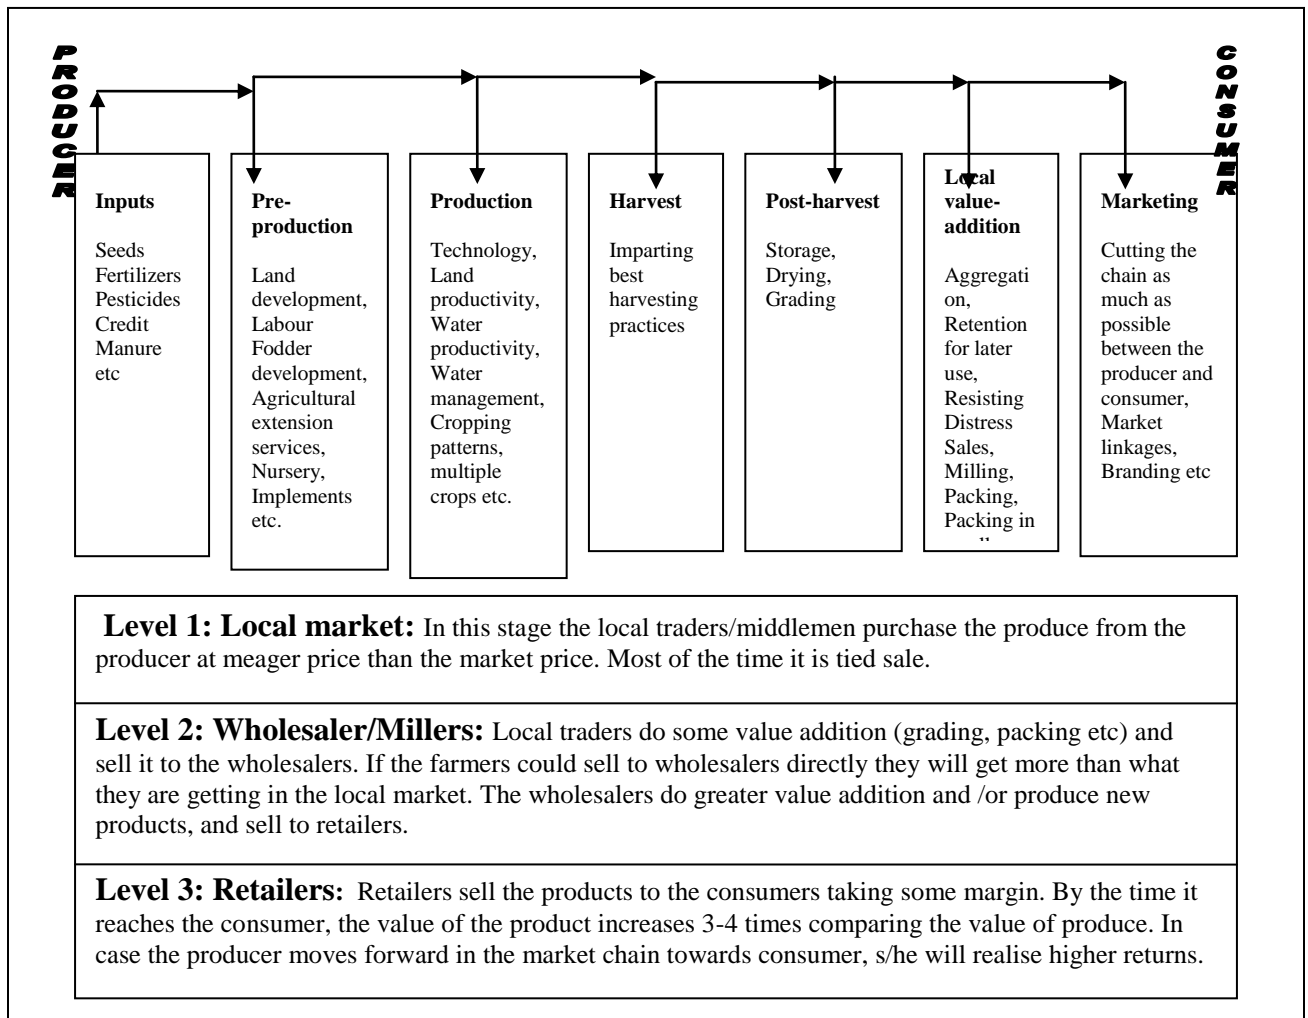 PRODUCER
CONSUMER
Inputs
Seeds
Fertilizers
Pesticides
Credit
Manure
etc
Pre-
production
Land
development,
Labour
Fodder
development,
Agricultural
extension
services,
Nursery,
Implements
etc.
Production
Technology,
Land
productivity,
Water
productivity,
Water
management,
Cropping
patterns,
multiple
crops etc.
Harvest
Imparting
best
harvesting
practices
Post-harvest
Storage,
Drying,
Grading
Local
value-
addition
Aggregati
on,
Retention
for later
use,
Resisting
Distress
Sales,
Milling,
Packing,
Packing in
Marketing
Cutting the
chain as
much as
possible
between the
producer and
consumer,
Market
linkages,
Branding etc
Level 1: Local market: In this stage the local traders/middlemen purchase the produce from the
producer at meager price than the market price. Most of the time it is tied sale.
Level 2: Wholesaler/Millers: Local traders do some value addition (grading, packing etc) and
sell it to the wholesalers. If the farmers could sell to wholesalers directly they will get more than what
they are getting in the local market. The wholesalers do greater value addition and /or produce new
products, and sell to retailers.
Level 3: Retailers: Retailers sell the products to the consumers taking some margin. By the time it
reaches the consumer, the value of the product increases 3-4 times comparing the value of produce. In
case the producer moves forward in the market chain towards consumer, s/he will realise higher returns.